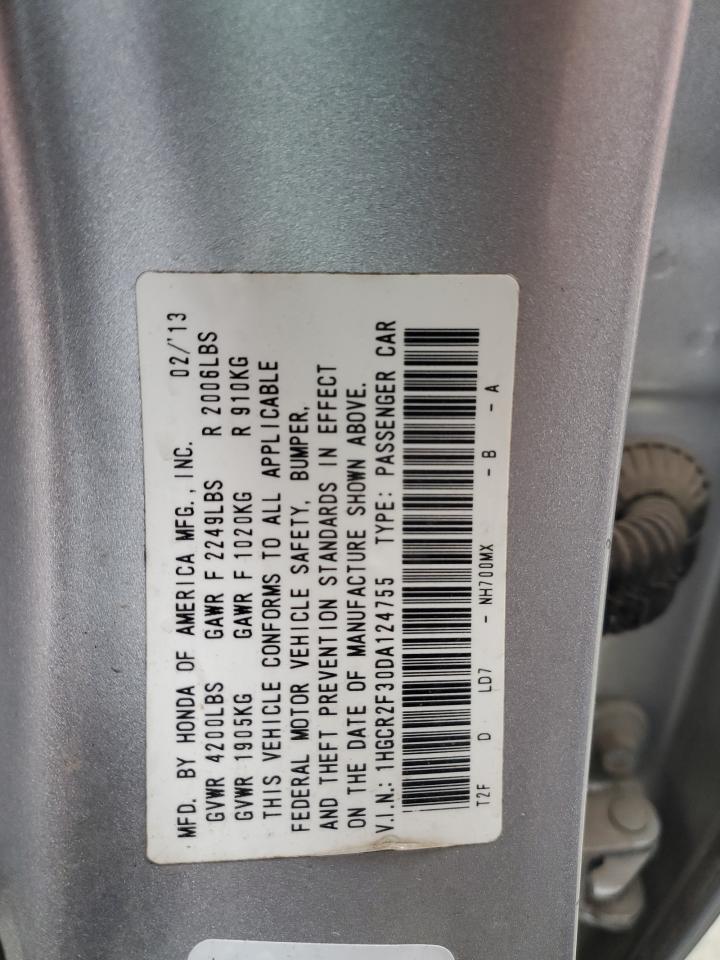 MFD. BY HONDA OF AMERICA MFG., INC. 02/'13
GVWR 4200LBS GAWR F 2249LBS R 2006LBS
GVWR 1905KG GAWR F 1020KG R 910KG
THIS VEHICLE CONFORMS TO ALL APPLICABLE
FEDERAL MOTOR VEHICLE SAFETY, BUMPER,
AND THEFT PREVENTION STANDARDS IN EFFECT
ON THE DATE OF MANUFACTURE SHOWN ABOVE.
V.I.N.: 1HGCR2F30DA124755 TYPE: PASSENGER CAR
T2F D LD7 - NH700MX - B - A